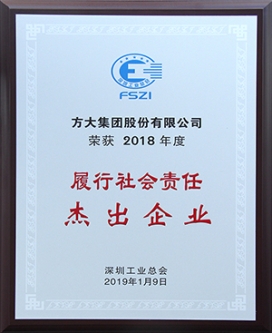 FSZI
方大集团股份有限公司
荣获 2018 年度
履行社会责任
杰出企业
深圳工业总会
2019年1月9日